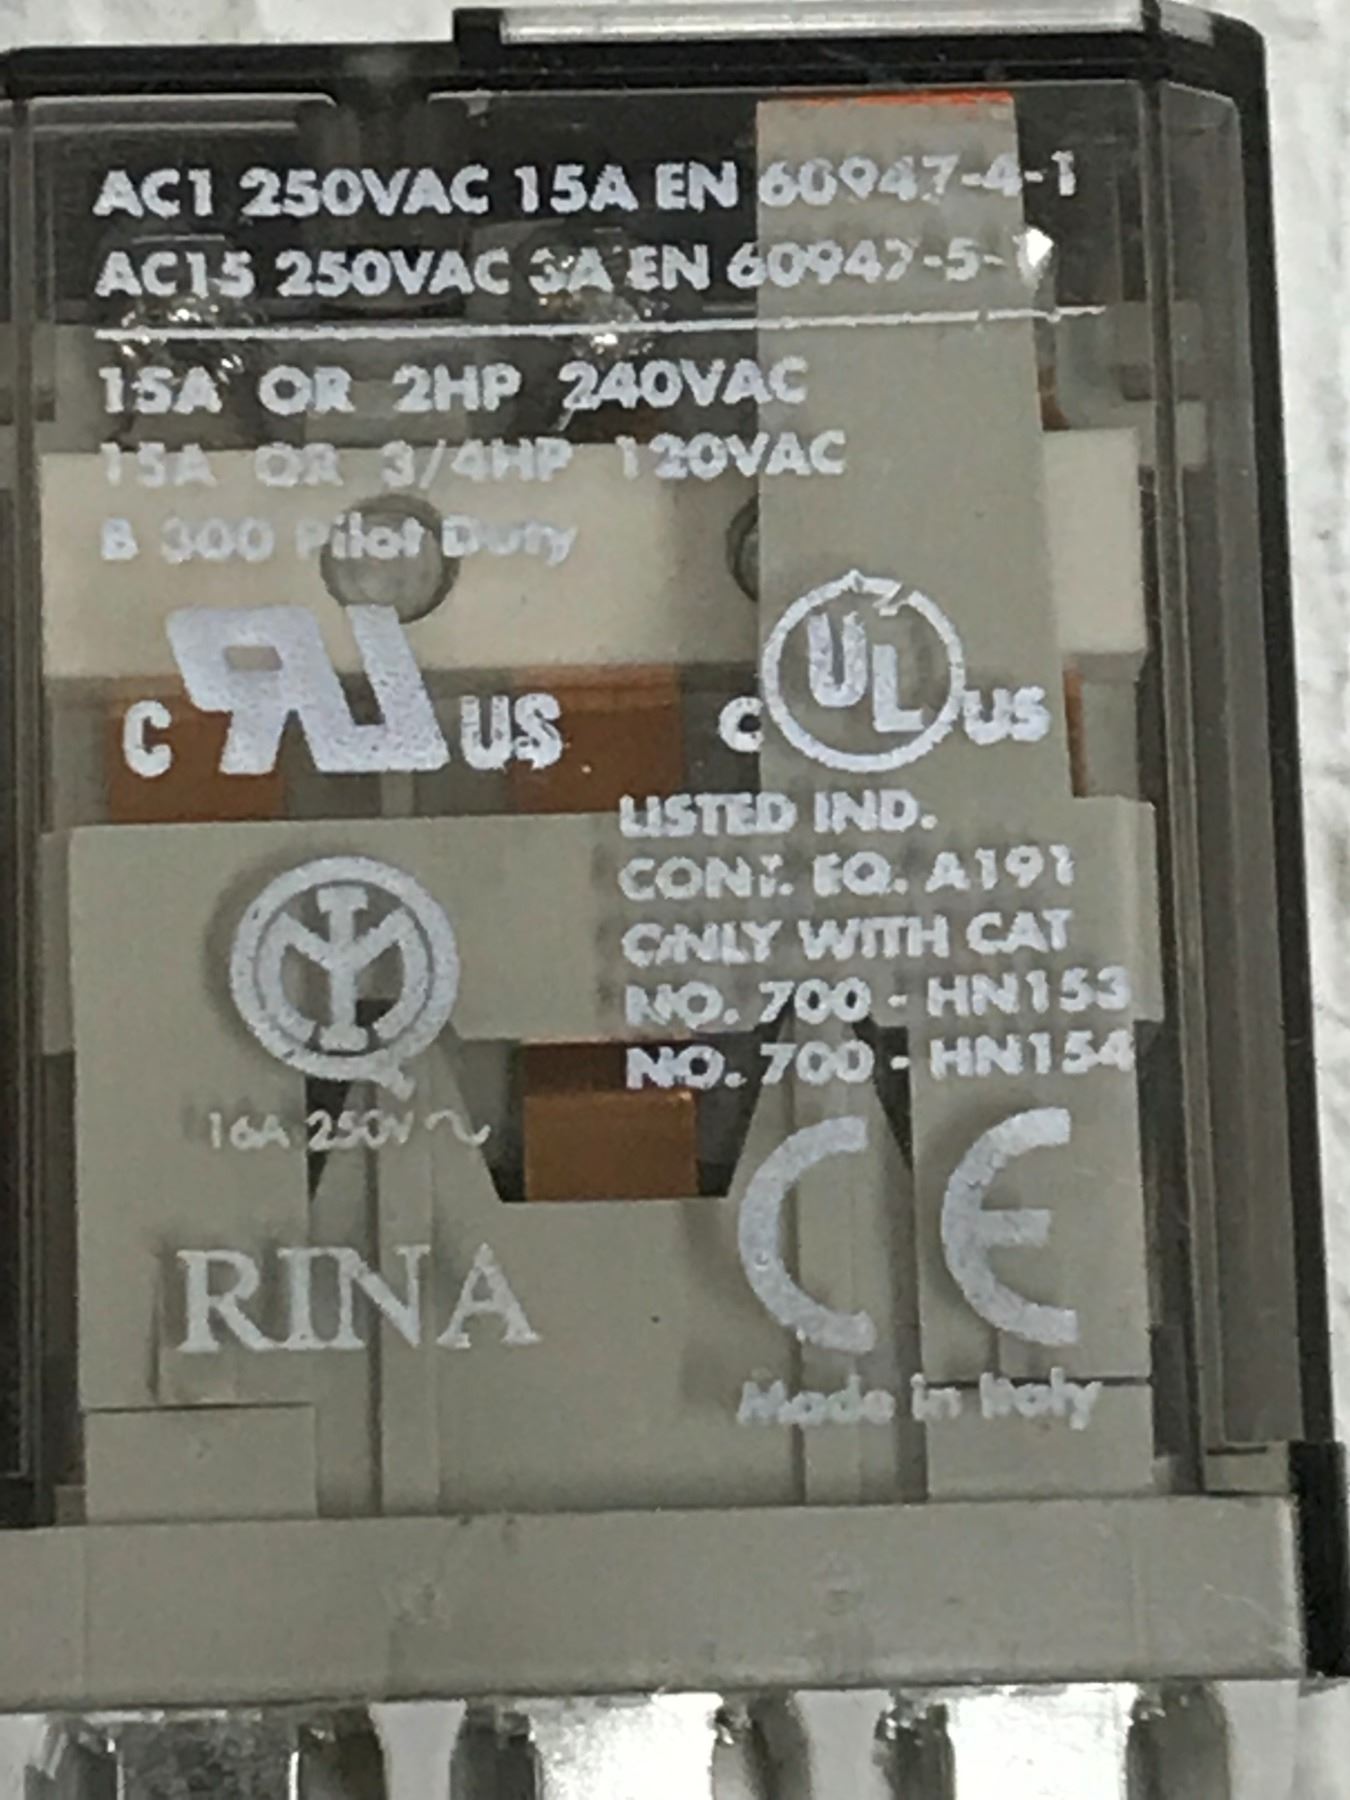 AC1 250VAC 15A EN 60947-4-1
AC15 250VAC 3A EN 60947-5-1
15A OR 2HP 240VAC
15A OR 3/4HP 120VAC
B 300 Pilot Duty
C RU US
C UL US
LISTED IND.
CONT. EQ. A191
ONLY WITH CAT
NO. 700 - HN153
NO. 700 - HN154
IMQ
16A 250V~
RINA
CE
Made in Italy